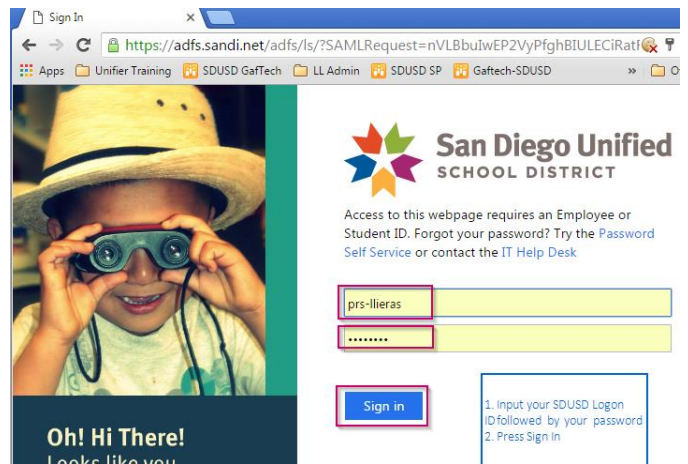 Sign In
https://adfs.sandi.net/adfs/ls/?SAMLRequest=nVLBbuIwEP2VyPfghBIULECiRatf
Apps Unifier Training SDUSD GafTech LL Admin SDUSD SP Gaftech-SDUSD » O
San Diego Unified
SCHOOL DISTRICT
Access to this webpage requires an Employee or
Student ID. Forgot your password? Try the Password
Self Service or contact the IT Help Desk
prs-llieras
••••••••
Sign in
1. Input your SDUSD Logon
ID followed by your password
2. Press Sign In
Oh! Hi There!
Looks like you